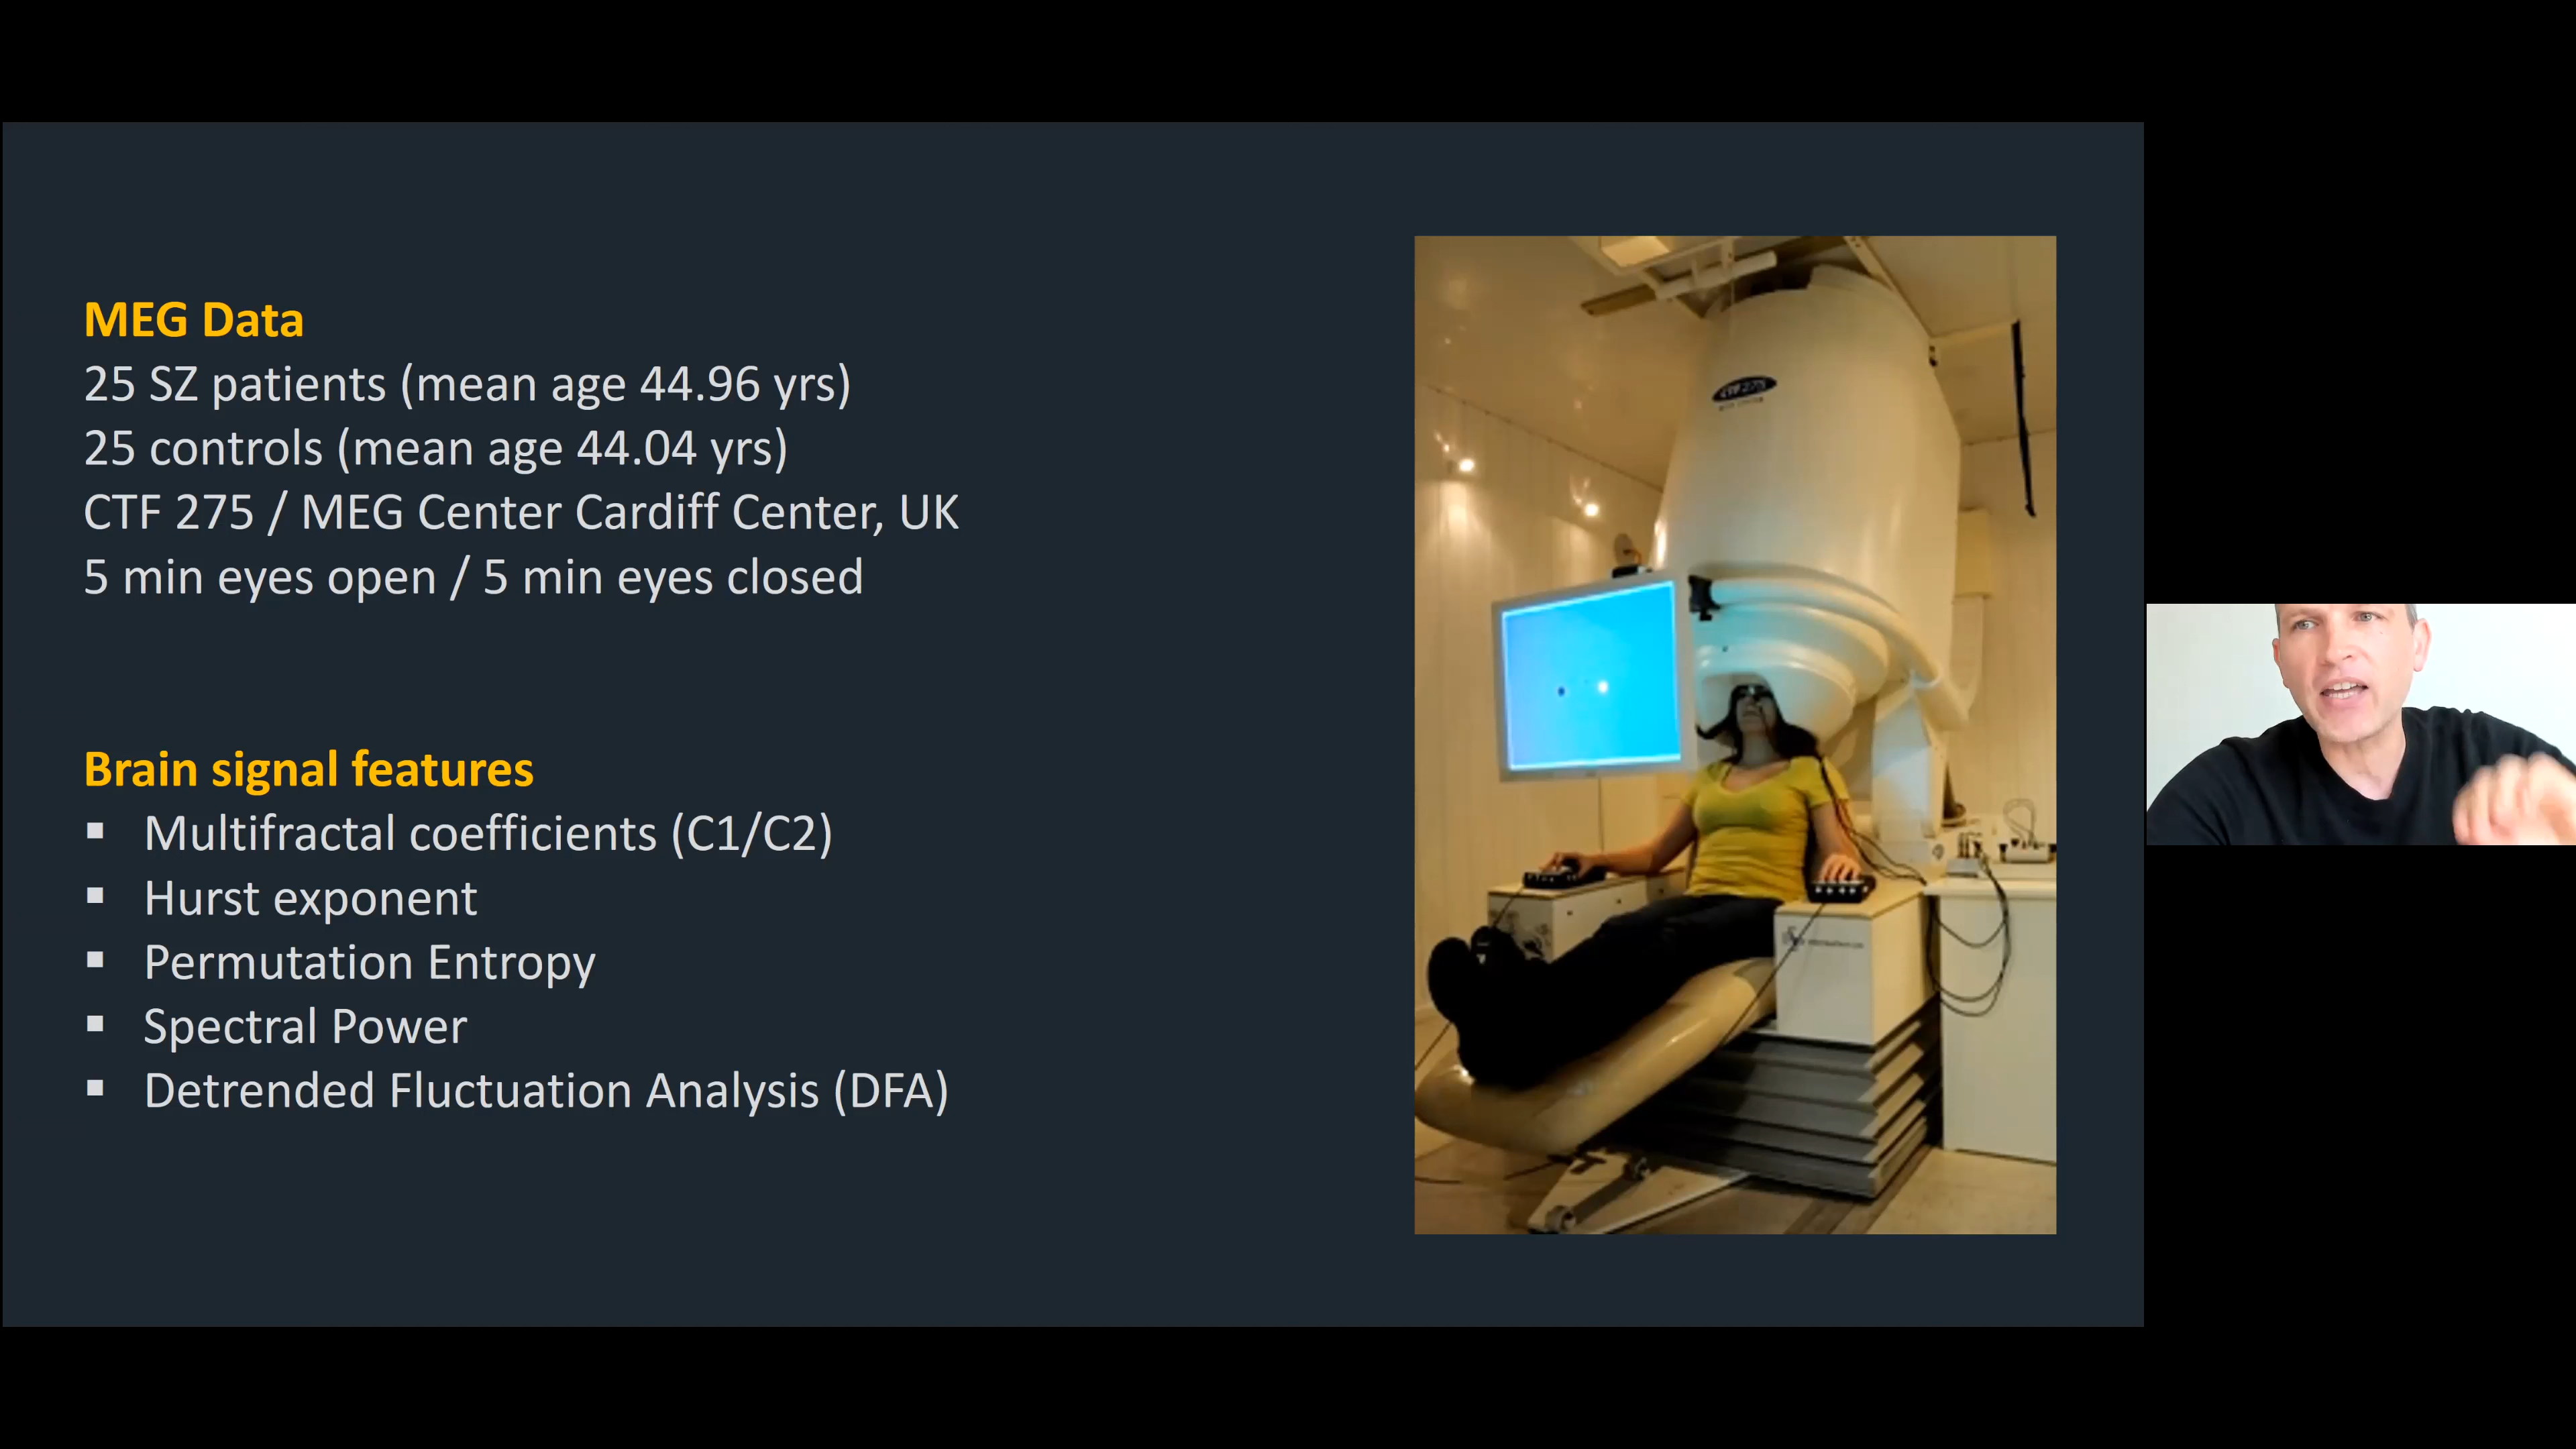 MEG Data
25 SZ patients (mean age 44.96 yrs)
25 controls (mean age 44.04 yrs)
CTF 275 / MEG Center Cardiff Center, UK
5 min eyes open / 5 min eyes closed
Brain signal features
▪ Multifractal coefficients (C1/C2)
▪ Hurst exponent
▪ Permutation Entropy
▪ Spectral Power
▪ Detrended Fluctuation Analysis (DFA)